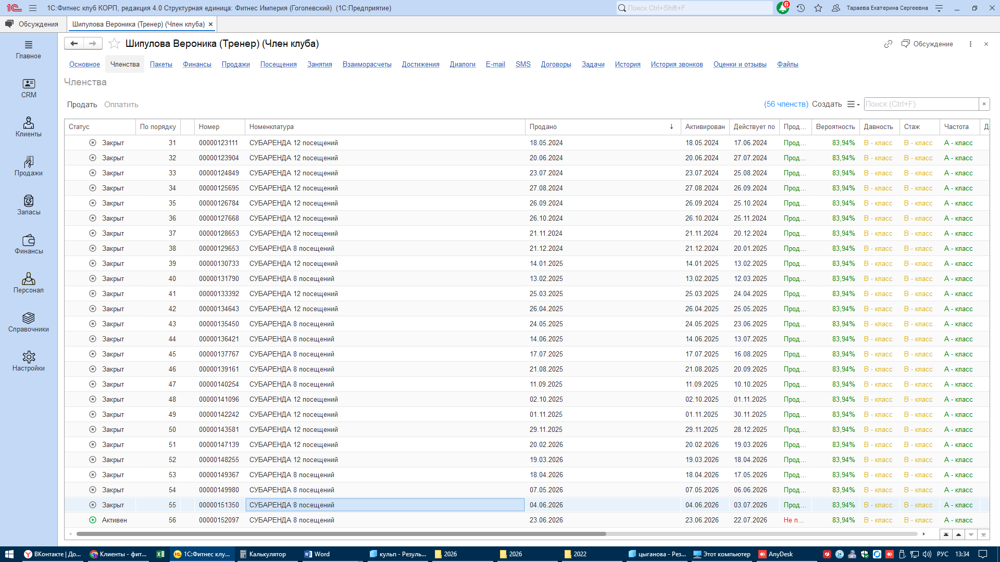 1С:Фитнес клуб КОРП, редакция 4.0 Структурная единица: Фитнес Империя (Гоголевский) (1С:Предприятие)
Поиск Ctrl+Shift+F
6
Тараева Екатерина Сергеевна
Обсуждения
Шипулова Вероника (Тренер) (Член клуба) ×
Главное
CRM
Клиенты
Продажи
Запасы
Финансы
Персонал
Справочники
Настройки
Шипулова Вероника (Тренер) (Член клуба)
Обсуждение
Основное Членства Пакеты Финансы Продажи Посещения Занятия Взаиморасчеты Достижения Диалоги E-mail SMS Договоры Задачи История История звонков Оценки и отзывы Файлы
Членства
Продать Оплатить
(56 членств) Создать Поиск (Ctrl+F) ×
Статус По порядку Номер Номенклатура Продано ↓ Активирован Действует по Прод... Вероятность Давность Стаж Частота
Закрыт 31 00000123111 СУБАРЕНДА 12 посещений 18.05.2024 18.05.2024 17.06.2024 Прод... 83,94% B - класс B - класс A - класс
Закрыт 32 00000123904 СУБАРЕНДА 12 посещений 20.06.2024 20.06.2024 27.07.2024 Прод... 83,94% B - класс B - класс A - класс
Закрыт 33 00000124849 СУБАРЕНДА 12 посещений 23.07.2024 23.07.2024 25.08.2024 Прод... 83,94% B - класс B - класс A - класс
Закрыт 34 00000125695 СУБАРЕНДА 12 посещений 27.08.2024 27.08.2024 26.09.2024 Прод... 83,94% B - класс B - класс A - класс
Закрыт 35 00000126784 СУБАРЕНДА 12 посещений 26.09.2024 26.09.2024 25.10.2024 Прод... 83,94% B - класс B - класс A - класс
Закрыт 36 00000127668 СУБАРЕНДА 12 посещений 26.10.2024 26.10.2024 25.11.2024 Прод... 83,94% B - класс B - класс A - класс
Закрыт 37 00000128653 СУБАРЕНДА 12 посещений 21.11.2024 21.11.2024 20.12.2024 Прод... 83,94% B - класс B - класс A - класс
Закрыт 38 00000129653 СУБАРЕНДА 8 посещений 21.12.2024 21.12.2024 20.01.2025 Прод... 83,94% B - класс B - класс A - класс
Закрыт 39 00000130733 СУБАРЕНДА 12 посещений 14.01.2025 14.01.2025 13.02.2025 Прод... 83,94% B - класс B - класс A - класс
Закрыт 40 00000131790 СУБАРЕНДА 8 посещений 13.02.2025 13.02.2025 12.03.2025 Прод... 83,94% B - класс B - класс A - класс
Закрыт 41 00000133392 СУБАРЕНДА 12 посещений 25.03.2025 25.03.2025 24.04.2025 Прод... 83,94% B - класс B - класс A - класс
Закрыт 42 00000134643 СУБАРЕНДА 12 посещений 26.04.2025 26.04.2025 25.05.2025 Прод... 83,94% B - класс B - класс A - класс
Закрыт 43 00000135450 СУБАРЕНДА 8 посещений 24.05.2025 24.05.2025 23.06.2025 Прод... 83,94% B - класс B - класс A - класс
Закрыт 44 00000136421 СУБАРЕНДА 8 посещений 14.06.2025 14.06.2025 13.07.2025 Прод... 83,94% B - класс B - класс A - класс
Закрыт 45 00000137767 СУБАРЕНДА 8 посещений 17.07.2025 17.07.2025 16.08.2025 Прод... 83,94% B - класс B - класс A - класс
Закрыт 46 00000139161 СУБАРЕНДА 8 посещений 21.08.2025 21.08.2025 20.09.2025 Прод... 83,94% B - класс B - класс A - класс
Закрыт 47 00000140254 СУБАРЕНДА 8 посещений 11.09.2025 11.09.2025 10.10.2025 Прод... 83,94% B - класс B - класс A - класс
Закрыт 48 00000141096 СУБАРЕНДА 12 посещений 02.10.2025 02.10.2025 01.11.2025 Прод... 83,94% B - класс B - класс A - класс
Закрыт 49 00000142242 СУБАРЕНДА 12 посещений 01.11.2025 01.11.2025 30.11.2025 Прод... 83,94% B - класс B - класс A - класс
Закрыт 50 00000143581 СУБАРЕНДА 12 посещений 29.11.2025 29.11.2025 28.12.2025 Прод... 83,94% B - класс B - класс A - класс
Закрыт 51 00000147139 СУБАРЕНДА 12 посещений 20.02.2026 20.02.2026 19.03.2026 Прод... 83,94% B - класс B - класс A - класс
Закрыт 52 00000148255 СУБАРЕНДА 12 посещений 19.03.2026 19.03.2026 18.04.2026 Прод... 83,94% B - класс B - класс A - класс
Закрыт 53 00000149367 СУБАРЕНДА 8 посещений 18.04.2026 18.04.2026 17.05.2026 Прод... 83,94% B - класс B - класс A - класс
Закрыт 54 00000149980 СУБАРЕНДА 8 посещений 07.05.2026 07.05.2026 06.06.2026 Прод... 83,94% B - класс B - класс A - класс
Закрыт 55 00000151350 СУБАРЕНДА 8 посещений 04.06.2026 04.06.2026 03.07.2026 Прод... 83,94% B - класс B - класс A - класс
Активен 56 00000152097 СУБАРЕНДА 8 посещений 23.06.2026 23.06.2026 22.07.2026 Не п... 83,94% B - класс B - класс A - класс
ВКонтакте | До... Клиенты - фит... 1С:Фитнес клу... Калькулятор Word кульп - Резуль... 2026 2026 2022 цыганова - Рез... Этот компьютер AnyDesk 24 РУС 13:34